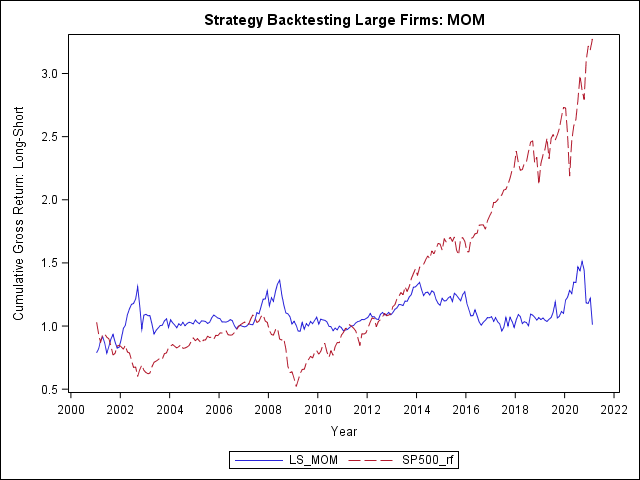 Strategy Backtesting Large Firms: MOM
Cumulative Gross Return: Long-Short
3.0
2.5
2.0
1.5
1.0
0.5
2000 2002 2004 2006 2008 2010 2012 2014 2016 2018 2020 2022
Year
LS_MOM SP500_rf